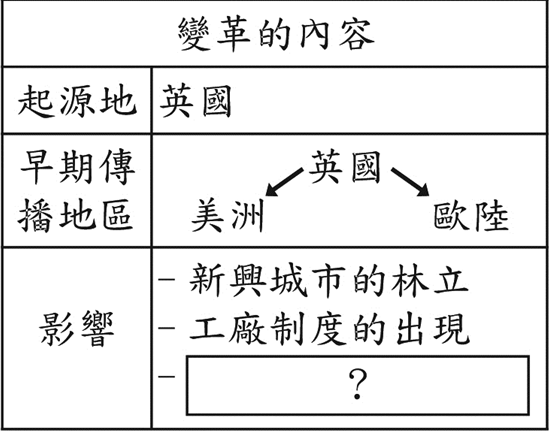 變革的內容
起源地
英國
早期傳
播地區
英國
美洲
歐陸
影響
– 新興城市的林立
– 工廠制度的出現
– ?